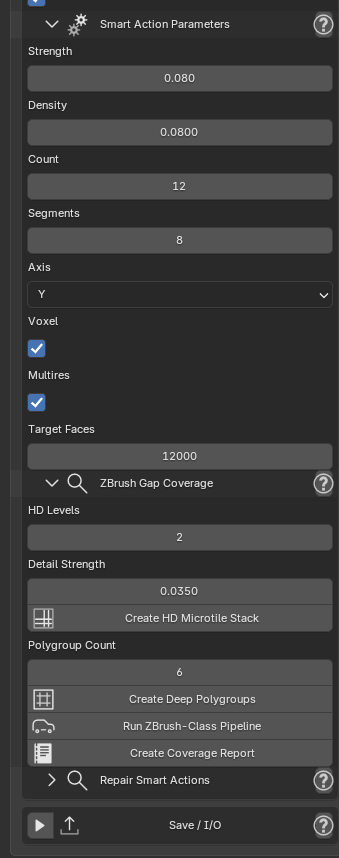 Smart Action Parameters
?
Strength
0.080
Density
0.0800
Count
12
Segments
8
Axis
Y
Voxel
Multires
Target Faces
12000
ZBrush Gap Coverage
?
HD Levels
2
Detail Strength
0.0350
Create HD Microtile Stack
Polygroup Count
6
Create Deep Polygroups
Run ZBrush-Class Pipeline
Create Coverage Report
Repair Smart Actions
?
Save / I/O
?